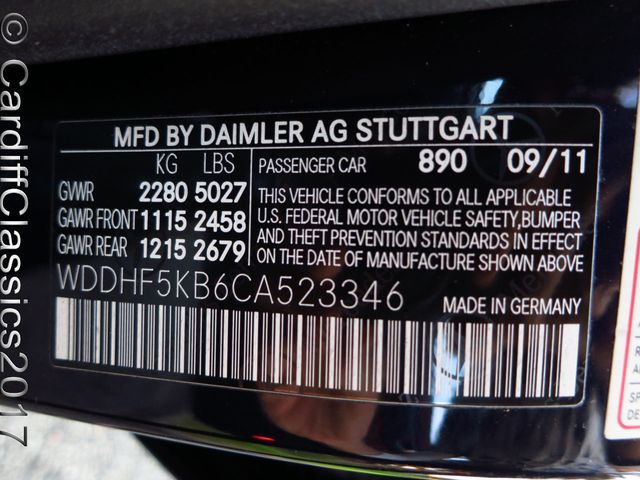 © CardiffClassics2017
MFD BY DAIMLER AG STUTTGART
KG LBS
GVWR 2280 5027
GAWR FRONT 1115 2458
GAWR REAR 1215 2679
PASSENGER CAR 890 09/11
THIS VEHICLE CONFORMS TO ALL APPLICABLE
U.S. FEDERAL MOTOR VEHICLE SAFETY, BUMPER
AND THEFT PREVENTION STANDARDS IN EFFECT
ON THE DATE OF MANUFACTURE SHOWN ABOVE
WDDHF5KB6CA523346
MADE IN GERMANY